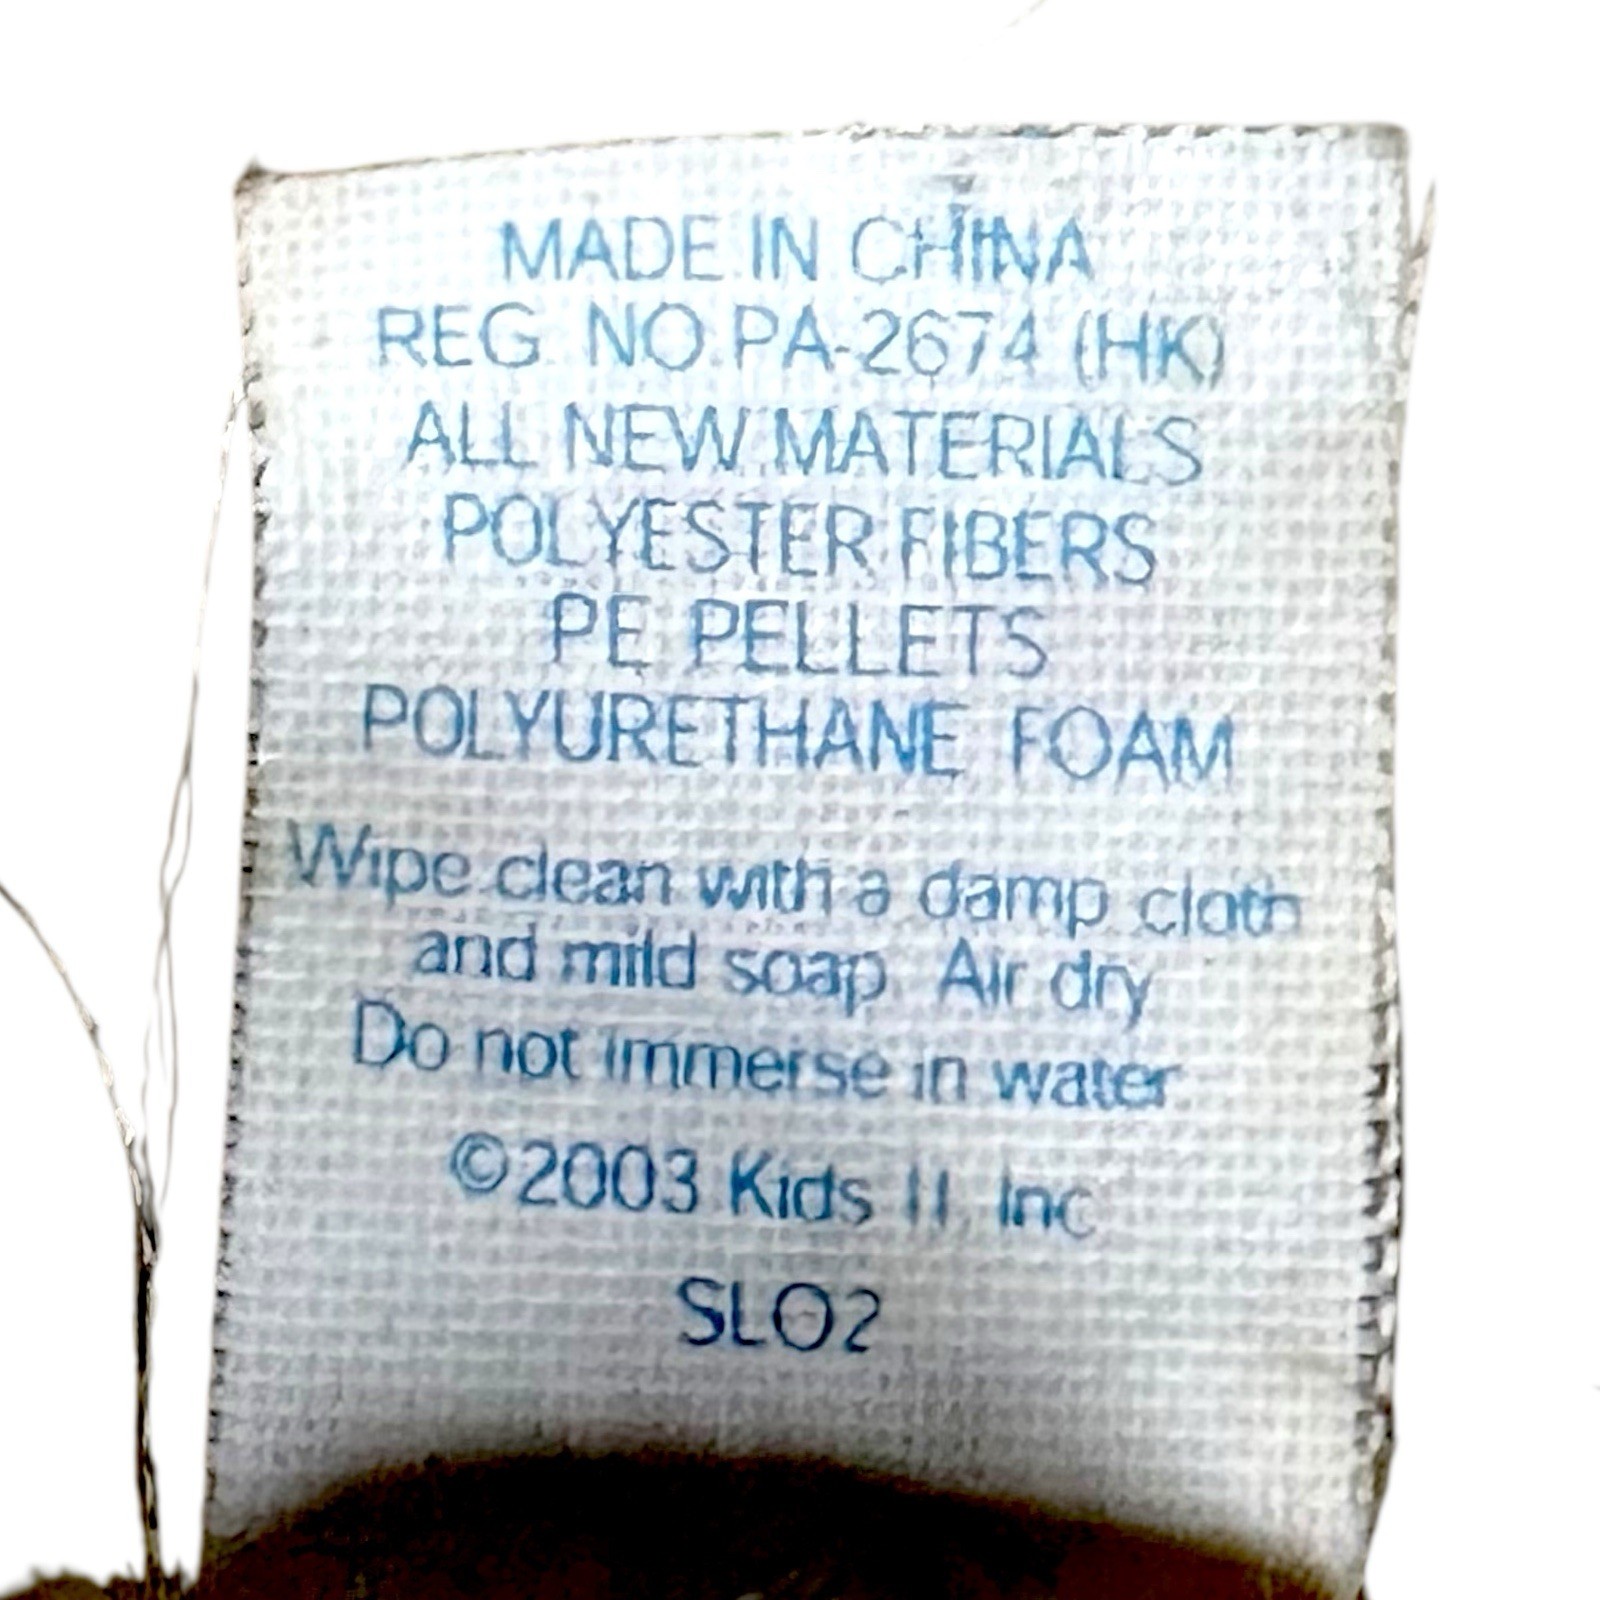 MADE IN CHINA
REG. NO. PA-2674 (HK)
ALL NEW MATERIALS
POLYESTER FIBERS
PE PELLETS
POLYURETHANE FOAM
Wipe clean with a damp cloth
and mild soap. Air dry
Do not immerse in water.
©2003 Kids II, Inc
SLO2